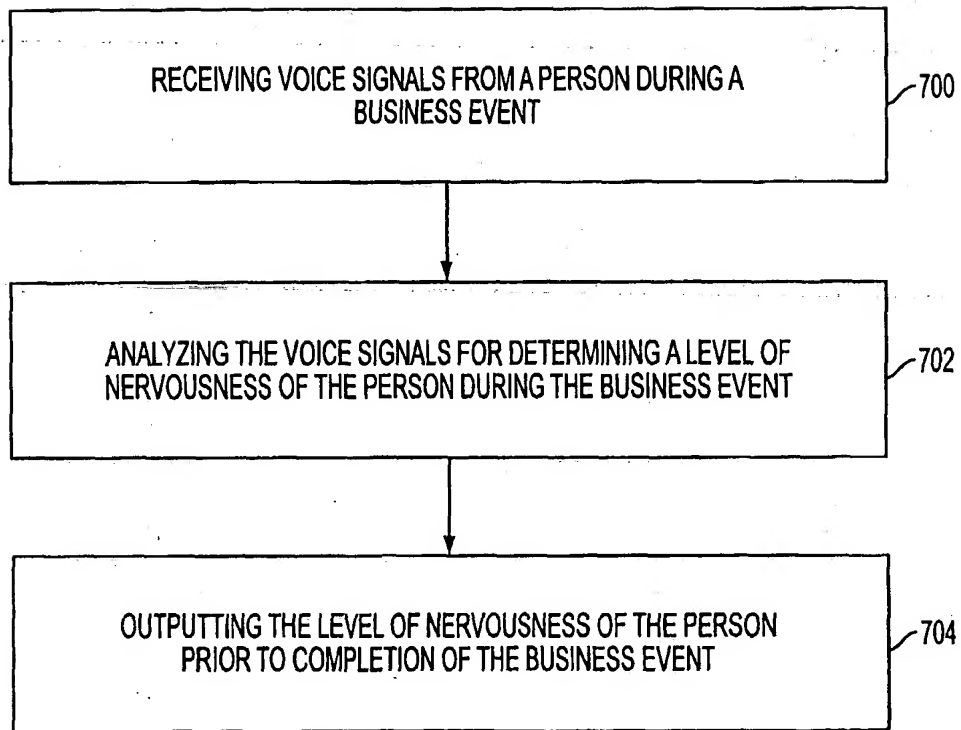 RECEIVING VOICE SIGNALS FROM A PERSON DURING A
BUSINESS EVENT
700
ANALYZING THE VOICE SIGNALS FOR DETERMINING A LEVEL OF
NERVOUSNESS OF THE PERSON DURING THE BUSINESS EVENT
702
OUTPUTTING THE LEVEL OF NERVOUSNESS OF THE PERSON
PRIOR TO COMPLETION OF THE BUSINESS EVENT
704